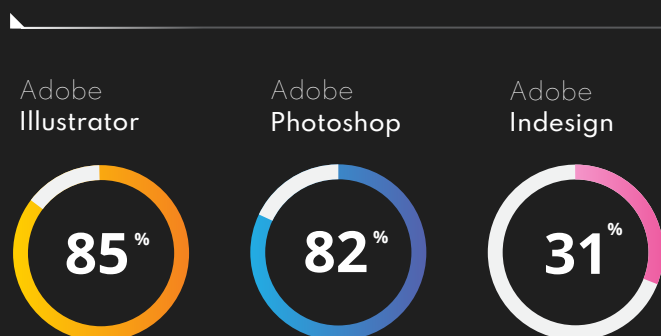 Adobe
Illustrator
85%
Adobe
Photoshop
82%
Adobe
Indesign
31%